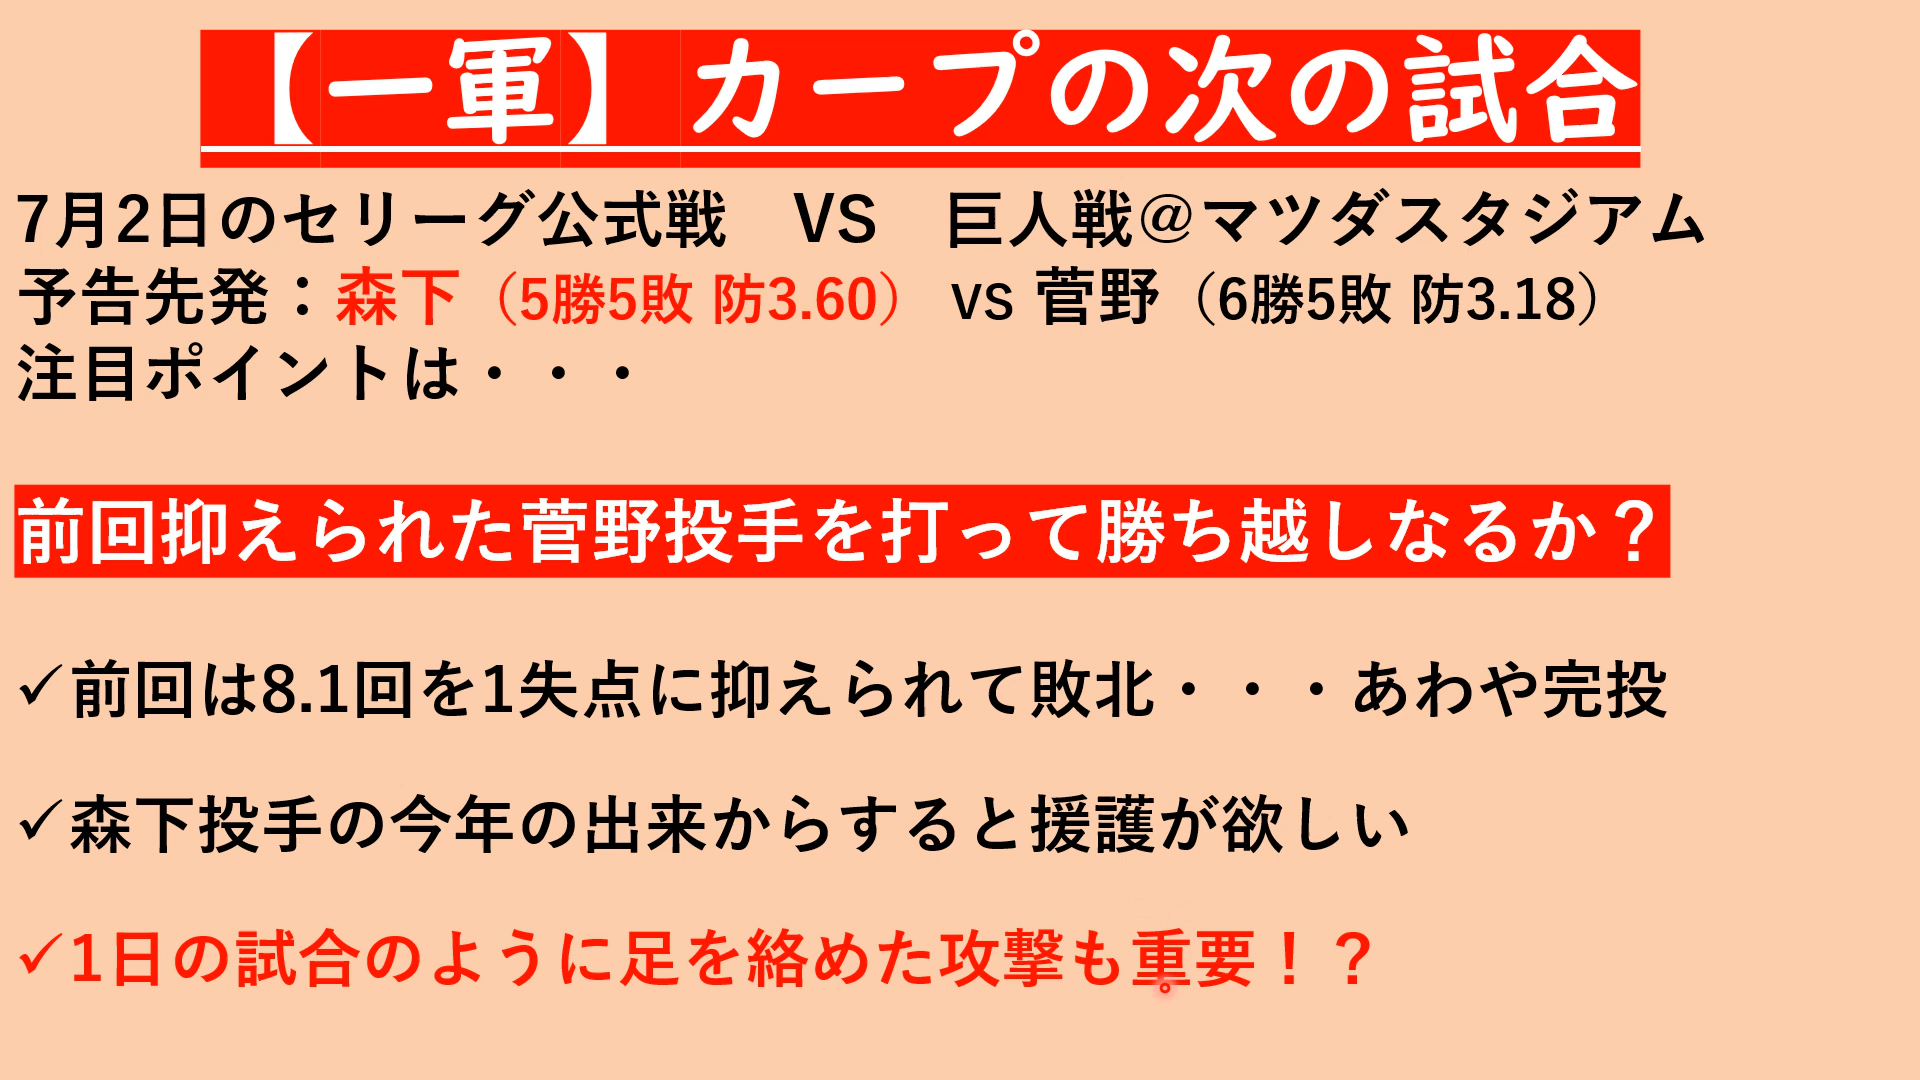 【一軍】カープの次の試合
7月2日のセリーグ公式戦　VS　巨人戦@マツダスタジアム
予告先発：森下（5勝5敗 防3.60） vs 菅野（6勝5敗 防3.18）
注目ポイントは・・・
前回抑えられた菅野投手を打って勝ち越しなるか？
✓前回は8.1回を1失点に抑えられて敗北・・・あわや完投
✓森下投手の今年の出来からすると援護が欲しい
✓1日の試合のように足を絡めた攻撃も重要！？